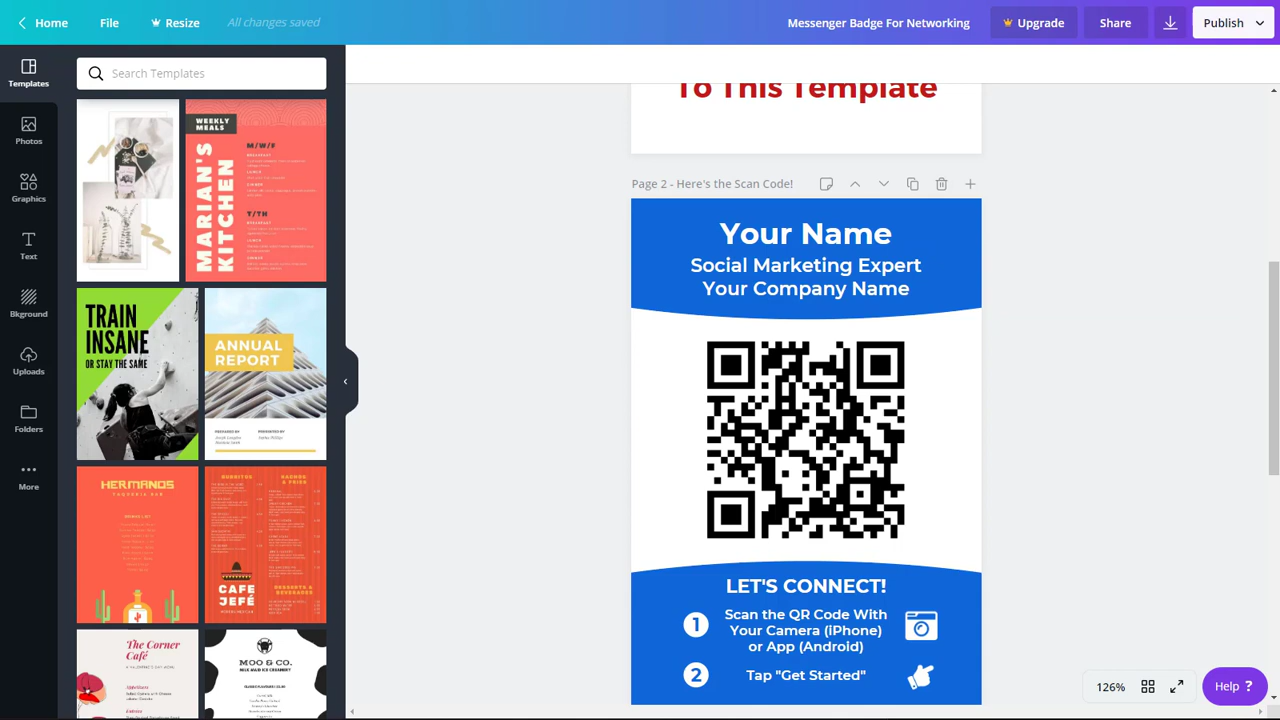 Home
File
Resize
All changes saved
Messenger Badge For Networking
Upgrade
Share
Publish
Templates
Photos
Graphics
Text
Bkground
Uploads
Folders
More
Search Templates
WEEKLY
MEALS
MARIAN'S
KITCHEN
M/W/F
T/TH
TRAIN
INSANE
OR STAY THE SAME
ANNUAL
REPORT
HERMANOS
TAQUERIA BAR
BURRITOS
CAFE
JEFÉ
The Corner
Café
MOO & CO.
To This Template
Page 2 - Here's the Scan Code!
Your Name
Social Marketing Expert
Your Company Name
LET'S CONNECT!
1
Scan the QR Code With
Your Camera (iPhone)
or App (Android)
2
Tap "Get Started"
126%
Help ?